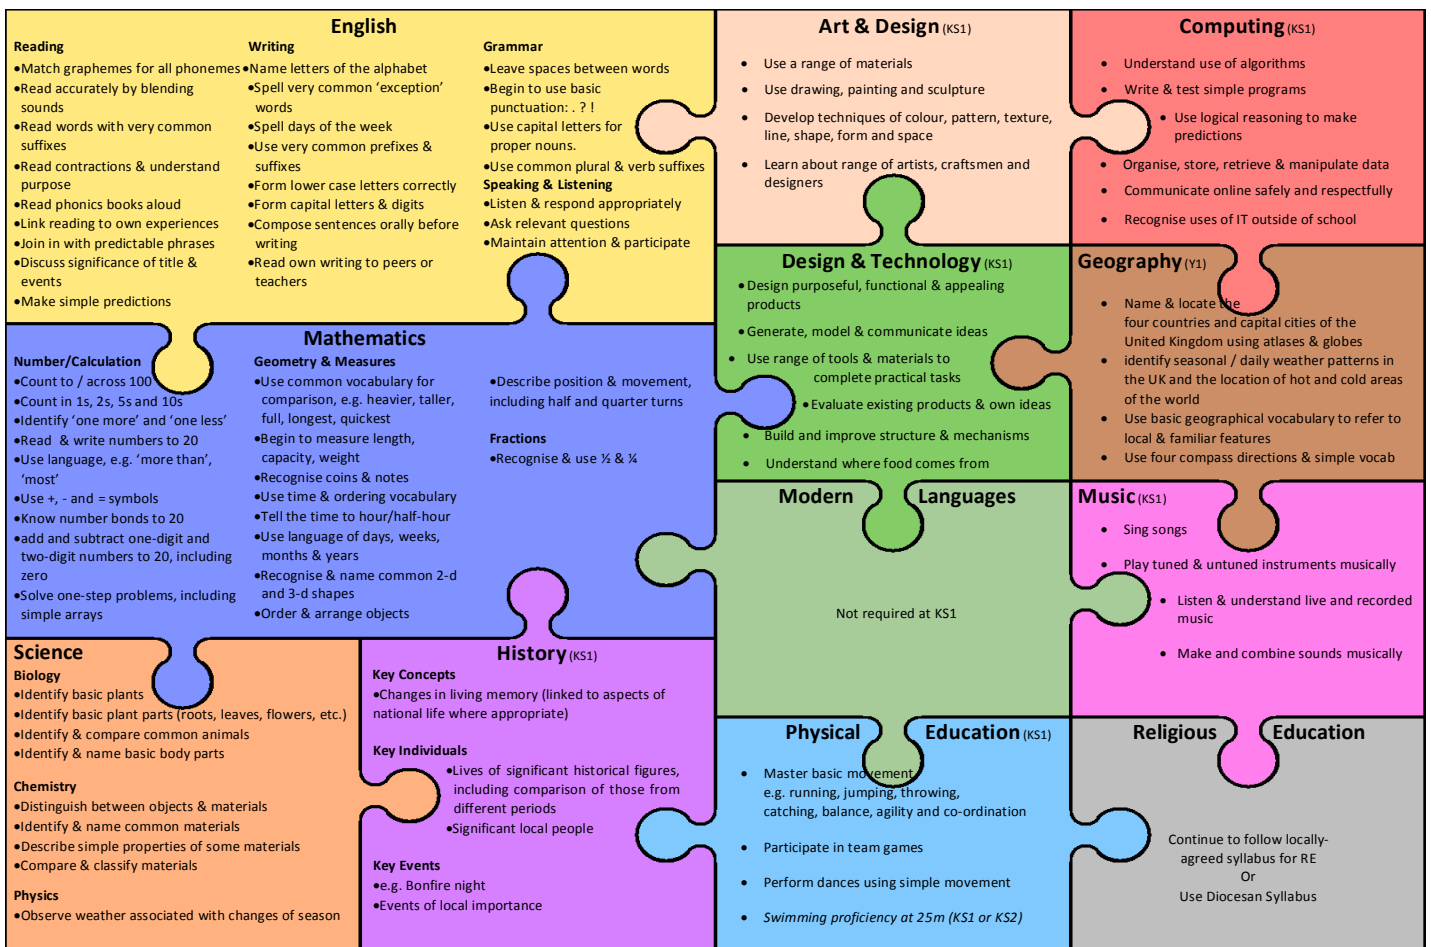 English
Reading
•Match graphemes for all phonemes
•Read accurately by blending
sounds
•Read words with very common
suffixes
•Read contractions & understand
purpose
•Read phonics books aloud
•Link reading to own experiences
•Join in with predictable phrases
•Discuss significance of title &
events
•Make simple predictions
Writing
•Name letters of the alphabet
•Spell very common ‘exception’
words
•Spell days of the week
•Use very common prefixes &
suffixes
•Form lower case letters correctly
•Form capital letters & digits
•Compose sentences orally before
writing
•Read own writing to peers or
teachers
Grammar
•Leave spaces between words
•Begin to use basic
punctuation: . ? !
•Use capital letters for
proper nouns.
•Use common plural & verb suffixes
Speaking & Listening
•Listen & respond appropriately
•Ask relevant questions
•Maintain attention & participate
Art & Design (KS1)
• Use a range of materials
• Use drawing, painting and sculpture
• Develop techniques of colour, pattern, texture,
line, shape, form and space
• Learn about range of artists, craftsmen and
designers
Computing (KS1)
• Understand use of algorithms
• Write & test simple programs
• Use logical reasoning to make
predictions
• Organise, store, retrieve & manipulate data
• Communicate online safely and respectfully
• Recognise uses of IT outside of school
Mathematics
Number/Calculation
•Count to / across 100
•Count in 1s, 2s, 5s and 10s
•Identify ‘one more’ and ‘one less’
•Read & write numbers to 20
•Use language, e.g. ‘more than’,
‘most’
•Use +, - and = symbols
•Know number bonds to 20
•add and subtract one-digit and
two-digit numbers to 20, including
zero
•Solve one-step problems, including
simple arrays
Geometry & Measures
•Use common vocabulary for
comparison, e.g. heavier, taller,
full, longest, quickest
•Begin to measure length,
capacity, weight
•Recognise coins & notes
•Use time & ordering vocabulary
•Tell the time to hour/half-hour
•Use language of days, weeks,
months & years
•Recognise & name common 2-d
and 3-d shapes
•Order & arrange objects
•Describe position & movement,
including half and quarter turns
Fractions
•Recognise & use ½ & ¼
Design & Technology (KS1)
•Design purposeful, functional & appealing
products
•Generate, model & communicate ideas
• Use range of tools & materials to
complete practical tasks
•Evaluate existing products & own ideas
• Build and improve structure & mechanisms
• Understand where food comes from
Geography (Y1)
• Name & locate the
four countries and capital cities of the
United Kingdom using atlases & globes
• identify seasonal / daily weather patterns in
the UK and the location of hot and cold areas
of the world
• Use basic geographical vocabulary to refer to
local & familiar features
• Use four compass directions & simple vocab
Modern Languages
Not required at KS1
Music (KS1)
• Sing songs
• Play tuned & untuned instruments musically
• Listen & understand live and recorded
music
• Make and combine sounds musically
Science
Biology
•Identify basic plants
•Identify basic plant parts (roots, leaves, flowers, etc.)
•Identify & compare common animals
•Identify & name basic body parts
Chemistry
•Distinguish between objects & materials
•Identify & name common materials
•Describe simple properties of some materials
•Compare & classify materials
Physics
•Observe weather associated with changes of season
History (KS1)
Key Concepts
•Changes in living memory (linked to aspects of
national life where appropriate)
Key Individuals
•Lives of significant historical figures,
including comparison of those from
different periods
•Significant local people
Key Events
•e.g. Bonfire night
•Events of local importance
Physical Education (KS1)
• Master basic movement,
e.g. running, jumping, throwing,
catching, balance, agility and co-ordination
• Participate in team games
• Perform dances using simple movement
• Swimming proficiency at 25m (KS1 or KS2)
Religious Education
Continue to follow locally-
agreed syllabus for RE
Or
Use Diocesan Syllabus